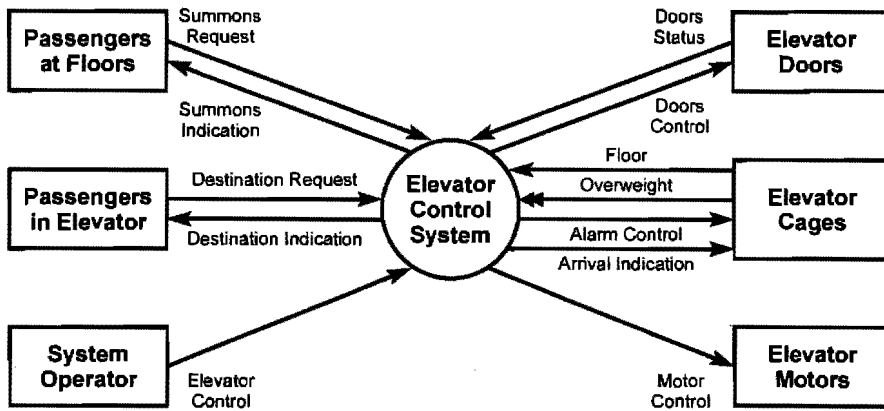 Summons
Request
Passengers
at Floors
Summons
Indication
Doors
Status
Elevator
Doors
Doors
Control
Passengers
in Elevator
Destination Request
Destination Indication
Elevator
Control
System
Floor
Overweight
Alarm Control
Arrival Indication
Elevator
Cages
System
Operator
Elevator
Control
Motor
Control
Elevator
Motors